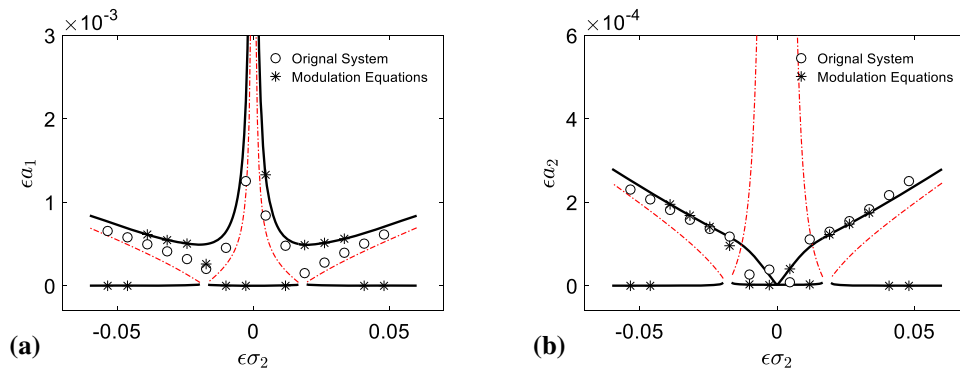 ×10⁻³
3
2
1
0
-0.05 0 0.05
ϵa₁
ϵσ₂
Orignal System
Modulation Equations
(a)
×10⁻⁴
6
4
2
0
-0.05 0 0.05
ϵa₂
ϵσ₂
Orignal System
Modulation Equations
(b)